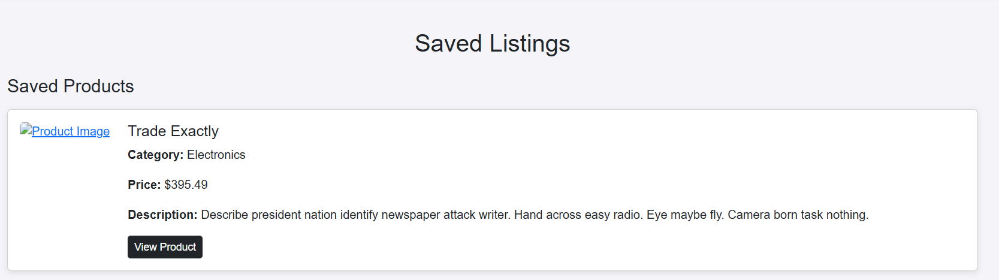 Saved Listings
Saved Products
Product Image
Trade Exactly
Category: Electronics
Price: $395.49
Description: Describe president nation identify newspaper attack writer. Hand across easy radio. Eye maybe fly. Camera born task nothing.
View Product